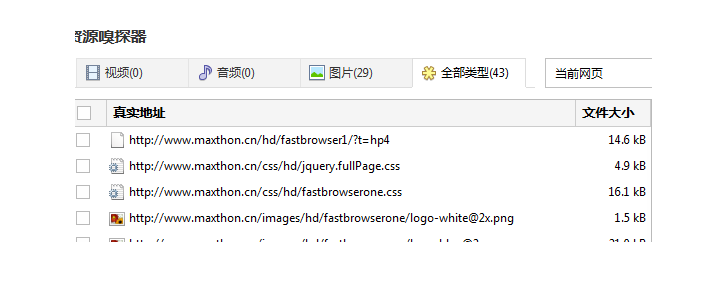 资源嗅探器
视频(0) 音频(0) 图片(29) 全部类型(43) 当前网页
真实地址 文件大小
http://www.maxthon.cn/hd/fastbrowser1/?t=hp4 14.6 kB
http://www.maxthon.cn/css/hd/jquery.fullPage.css 4.9 kB
http://www.maxthon.cn/css/hd/fastbrowserone.css 16.1 kB
http://www.maxthon.cn/images/hd/fastbrowserone/logo-white@2x.png 1.5 kB